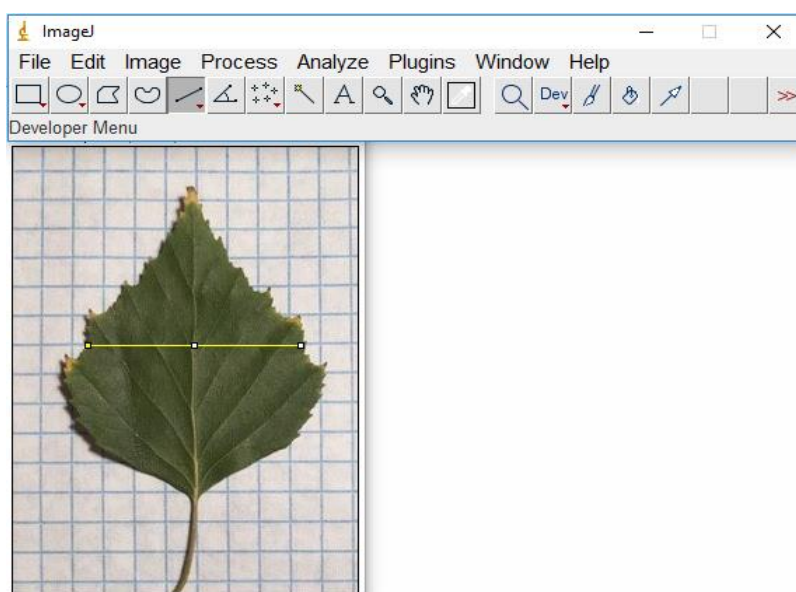 ImageJ
File Edit Image Process Analyze Plugins Window Help
A Dev >>
Developer Menu